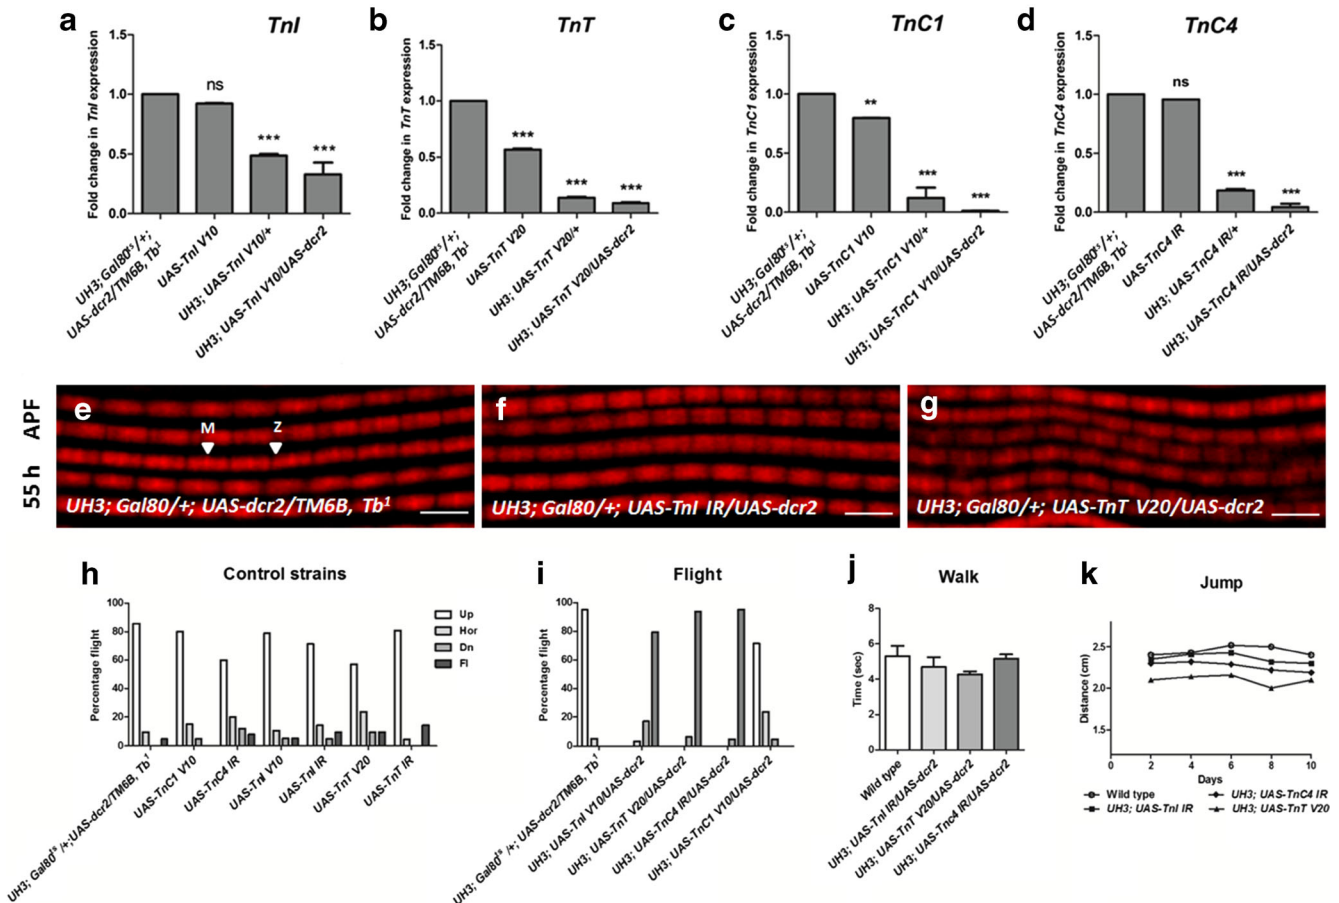 a
TnI
Fold change in TnI expression
1.5
1.0
0.5
0.0
ns
***
***
UH3; Gal80ts/+;
UAS-dcr2/TM6B, Tb1
UAS-TnI V10
UH3; UAS-TnI V10/+
UH3; UAS-TnI V10/UAS-dcr2
b
TnT
Fold change in TnT expression
1.5
1.0
0.5
0.0
***
***
***
UH3; Gal80ts/+;
UAS-dcr2/TM6B, Tb1
UAS-TnT V20
UH3; UAS-TnT V20/+
UH3; UAS-TnT V20/UAS-dcr2
c
TnC1
Fold change in TnC1 expression
1.5
1.0
0.5
0.0
**
***
***
UH3; Gal80ts/+;
UAS-dcr2/TM6B, Tb1
UAS-TnC1 V10
UH3; UAS-TnC1 V10/+
UH3; UAS-TnC1 V10/UAS-dcr2
d
TnC4
Fold change in TnC4 expression
1.5
1.0
0.5
0.0
ns
***
***
UH3; Gal80ts/+;
UAS-dcr2/TM6B, Tb1
UAS-TnC4 IR
UH3; UAS-TnC4 IR/+
UH3; UAS-TnC4 IR/UAS-dcr2
55 h APF
e
M
Z
UH3; Gal80/+; UAS-dcr2/TM6B, Tb1
f
UH3; Gal80/+; UAS-TnI IR/UAS-dcr2
g
UH3; Gal80/+; UAS-TnT V20/UAS-dcr2
h
Control strains
Percentage flight
100
80
60
40
20
0
Up
Hor
Dn
Fl
UH3; Gal80ts /+;UAS-dcr2/TM6B, Tb1
UAS-TnC1 V10
UAS-TnC4 IR
UAS-TnI V10
UAS-TnI IR
UAS-TnT V20
UAS-TnT IR
i
Flight
Percentage flight
100
80
60
40
20
0
UH3; Gal80ts /+; UAS-dcr2/TM6B, Tb1
UH3; UAS-TnI V10/UAS-dcr2
UH3; UAS-TnT V20/UAS-dcr2
UH3; UAS-TnC4 IR/UAS-dcr2
UH3; UAS-TnC1 V10/UAS-dcr2
j
Walk
Time (sec)
8
6
4
2
0
Wild type
UH3; UAS-TnI IR/UAS-dcr2
UH3; UAS-TnT V20/UAS-dcr2
UH3; UAS-Tnc4 IR/UAS-dcr2
k
Jump
Distance (cm)
2.5
2.0
1.5
0 2 4 6 8 10
Days
Wild type
UH3; UAS-TnI IR
UH3; UAS-TnC4 IR
UH3; UAS-TnT V20